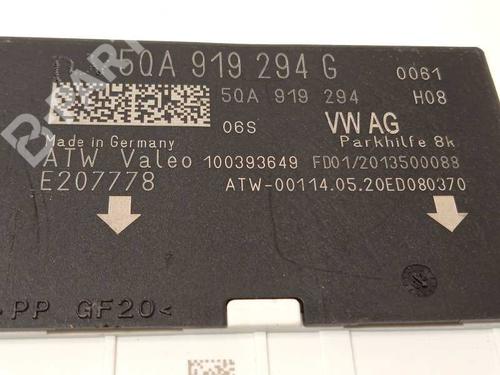 5QA 919 294 G 0061
5QA 919 294 H08
06S VW AG
Made in Germany Parkhilfe 8k
ATW Valeo 100393649 FD01/2013500088
E207778 ATW-00114.05.20ED080370
PP GF20<